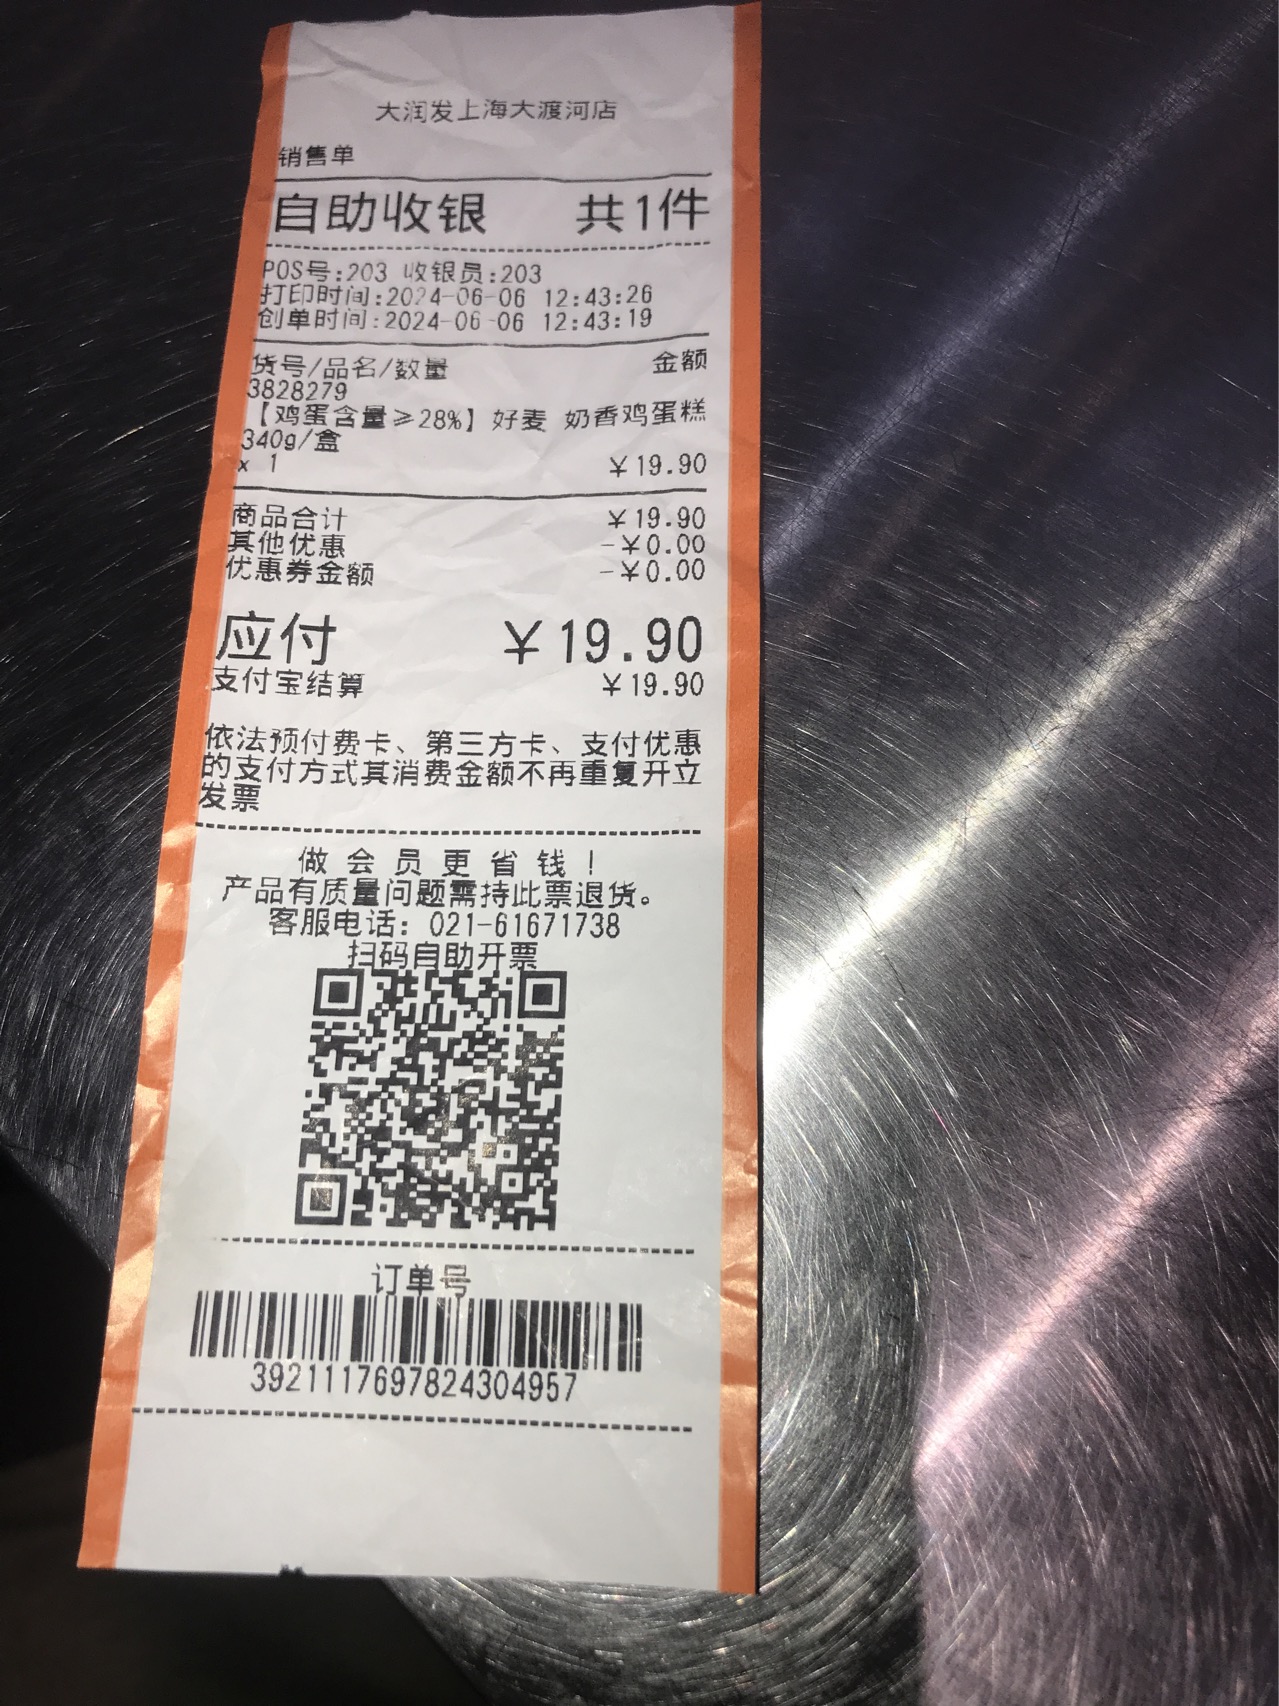 大润发上海大渡河店
销售单
自助收银 共1件
POS号:203 收银员:203
打印时间:2024-06-06 12:43:26
创单时间:2024-06-06 12:43:19
货号/品名/数量 金额
3828279
【鸡蛋含量≥28%】好麦 奶香鸡蛋糕
340g/盒
x 1 ￥19.90
商品合计 ￥19.90
其他优惠 -￥0.00
优惠券金额 -￥0.00
应付 ￥19.90
支付宝结算 ￥19.90
依法预付费卡、第三方卡、支付优惠
的支付方式其消费金额不再重复开立
发票
做会员更省钱！
产品有质量问题需持此票退货。
客服电话：021-61671738
扫码自助开票
订单号
3921117697824304957